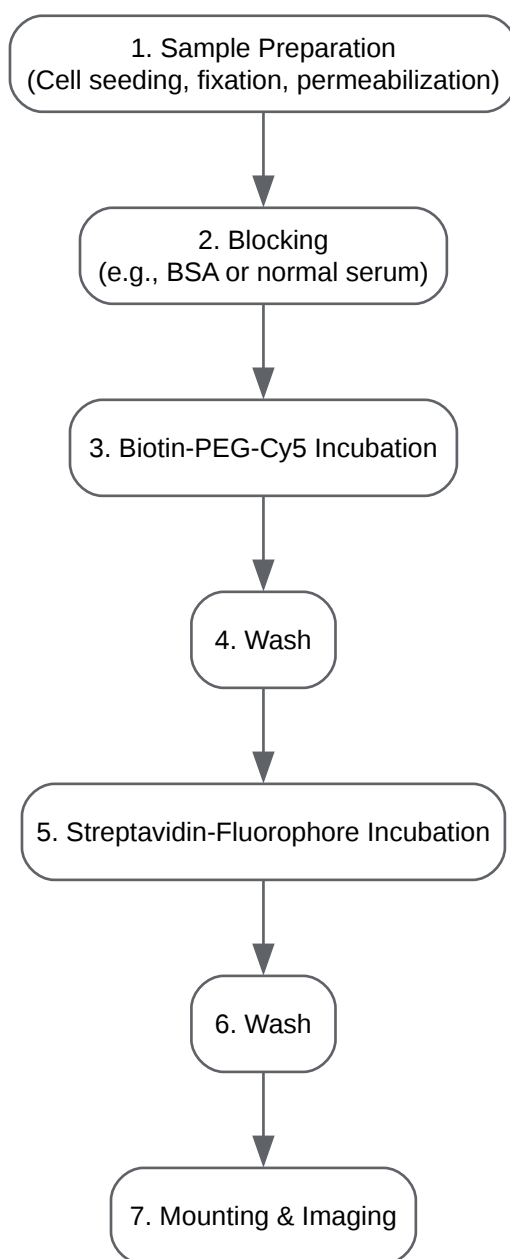 1. Sample Preparation
(Cell seeding, fixation, permeabilization)
2. Blocking
(e.g., BSA or normal serum)
3. Biotin-PEG-Cy5 Incubation
4. Wash
5. Streptavidin-Fluorophore Incubation
6. Wash
7. Mounting & Imaging